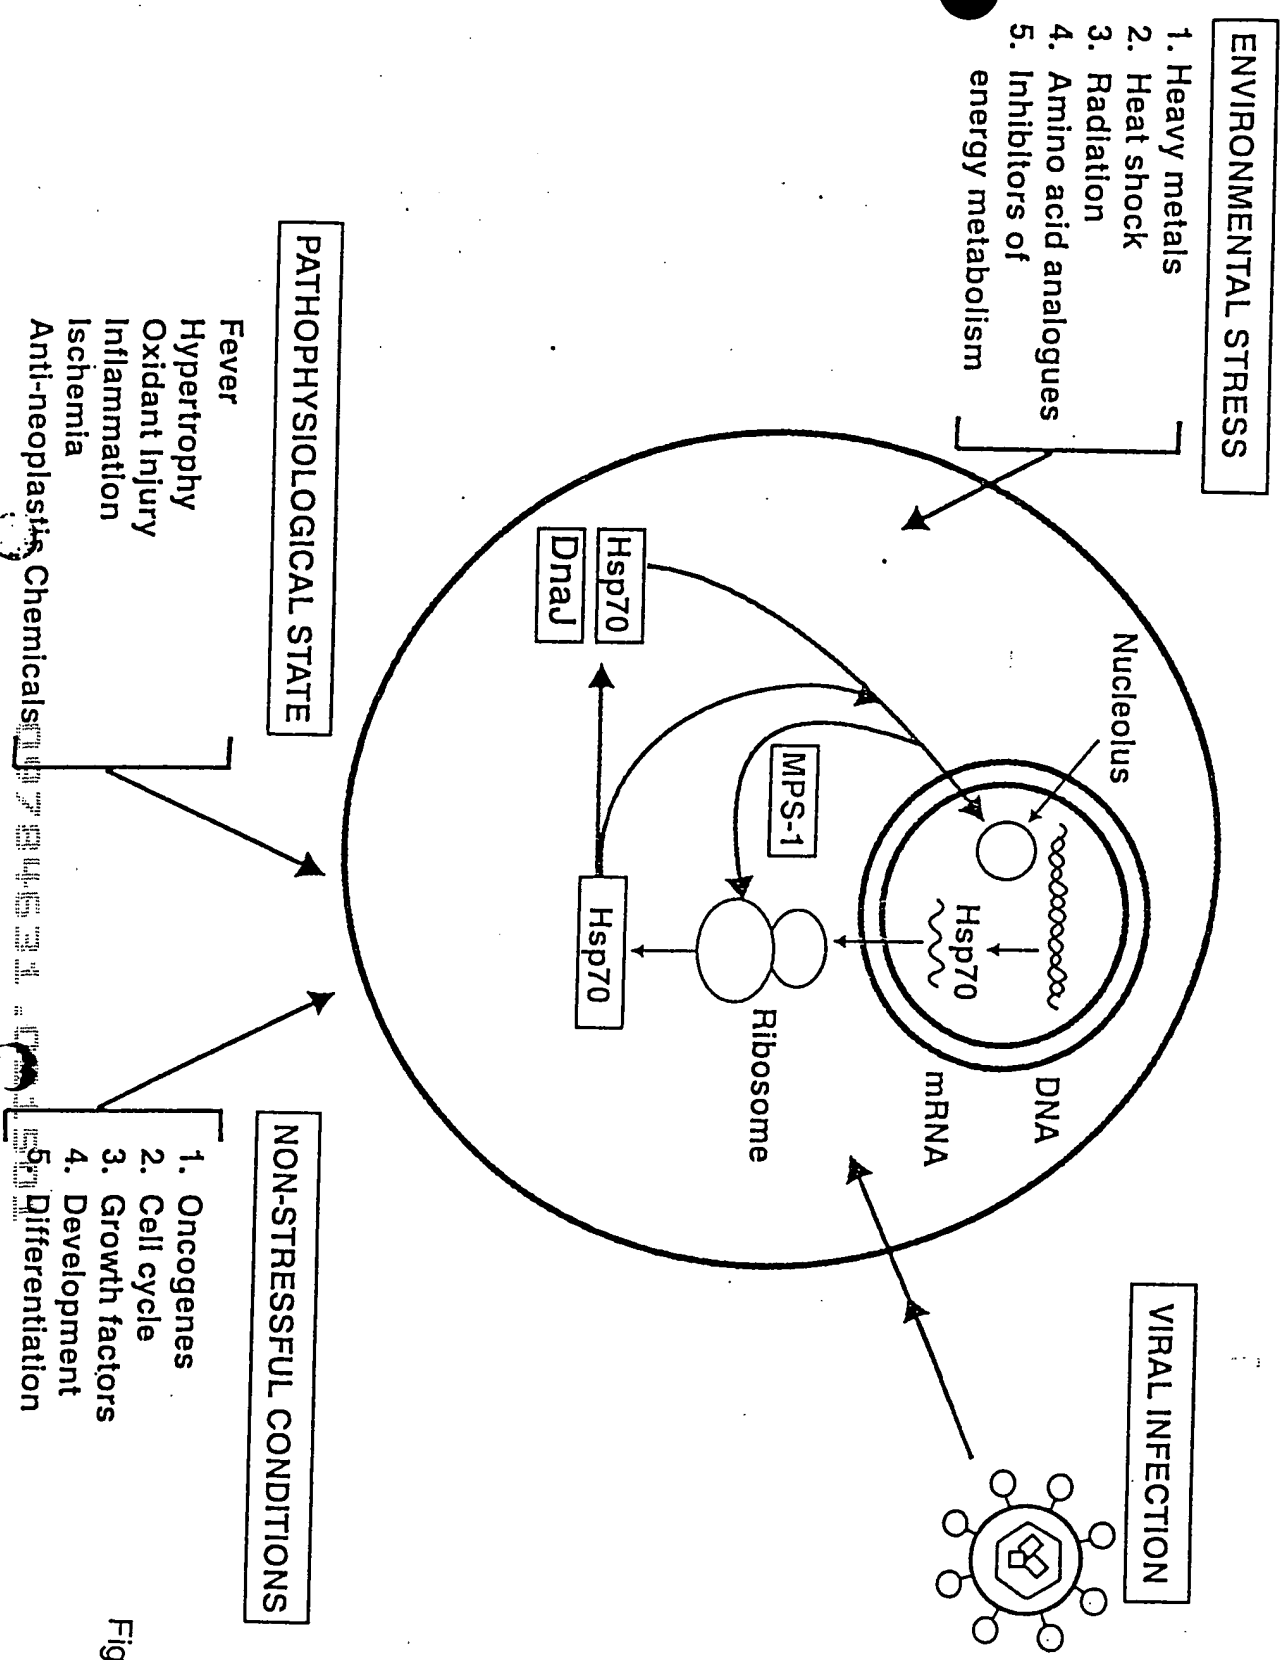 ENVIRONMENTAL STRESS
1. Heavy metals
2. Heat shock
3. Radiation
4. Amino acid analogues
5. Inhibitors of
energy metabolism
VIRAL INFECTION
Nucleolus
DNA
Hsp70
mRNA
MPS-1
Ribosome
Hsp70
DnaJ
Hsp70
PATHOPHYSIOLOGICAL STATE
Fever
Hypertrophy
Oxidant Injury
Inflammation
Ischemia
Anti-neoplastic Chemicals
NON-STRESSFUL CONDITIONS
1. Oncogenes
2. Cell cycle
3. Growth factors
4. Development
5. Differentiation
Fig